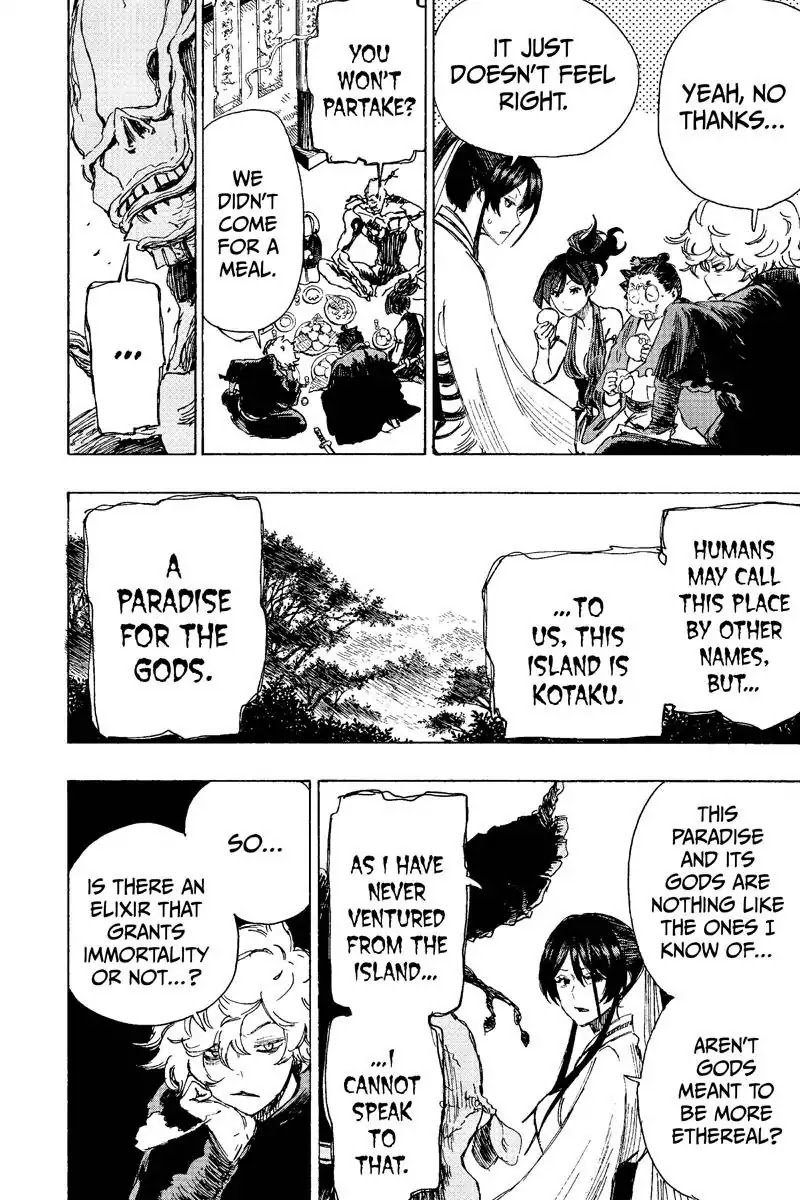 YEAH, NO
THANKS...
IT JUST
DOESN'T FEEL
RIGHT.
YOU
WON'T
PARTAKE?
WE
DIDN'T
COME
FOR A
MEAL.
...
HUMANS
MAY CALL
THIS PLACE
BY OTHER
NAMES,
BUT...
...TO
US, THIS
ISLAND IS
KOTAKU.
A
PARADISE
FOR THE
GODS.
THIS
PARADISE
AND ITS
GODS ARE
NOTHING LIKE
THE ONES I
KNOW OF...
AREN'T
GODS
MEANT TO
BE MORE
ETHEREAL?
AS I HAVE
NEVER
VENTURED
FROM THE
ISLAND...
...I
CANNOT
SPEAK
TO
THAT.
SO...
IS THERE AN
ELIXIR THAT
GRANTS
IMMORTALITY
OR NOT...?